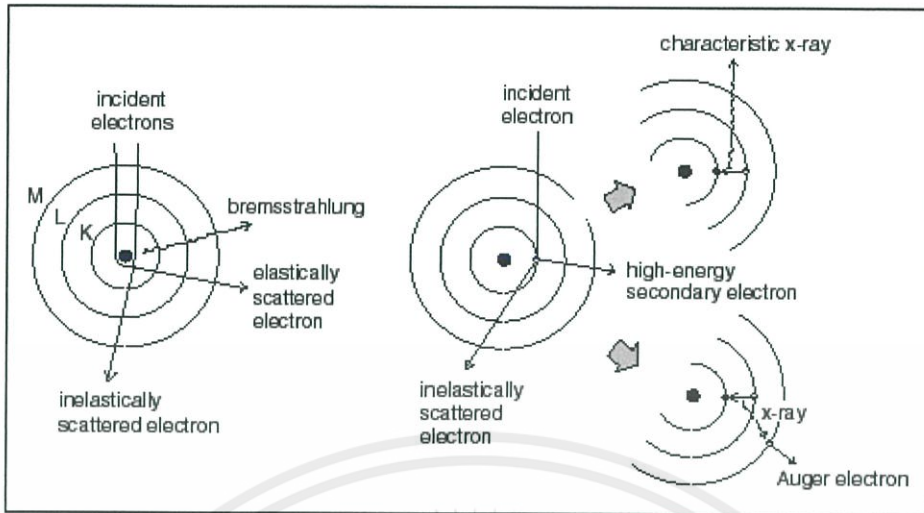 incident
electrons
M
L
K
bremsstrahlung
elastically
scattered
electron
inelastically
scattered electron
incident
electron
high-energy
secondary electron
inelastically
scattered
electron
characteristic x-ray
x-ray
Auger electron